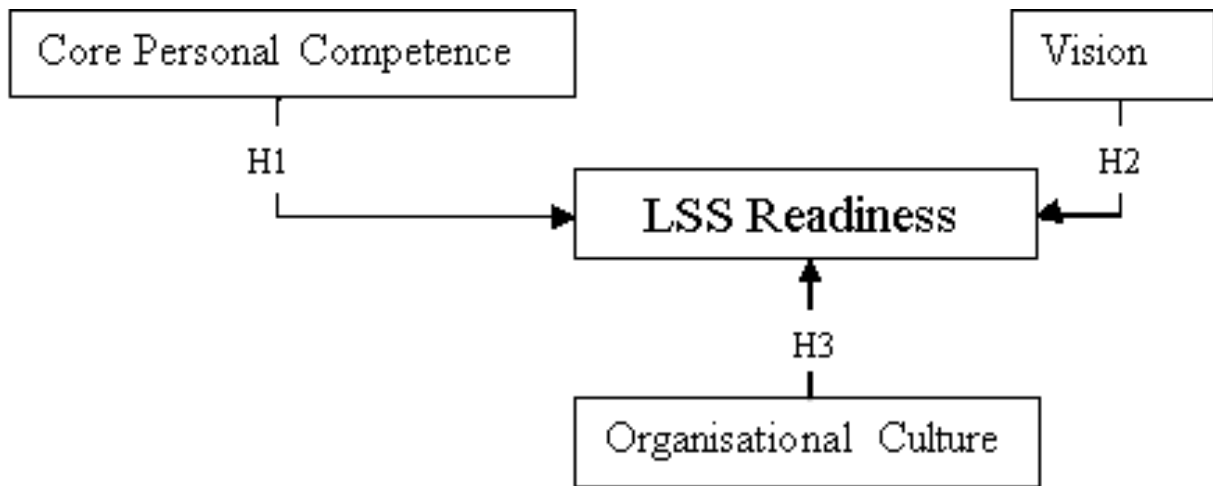 Core Personal Competence
Vision
H1
H2
LSS Readiness
H3
Organisational Culture